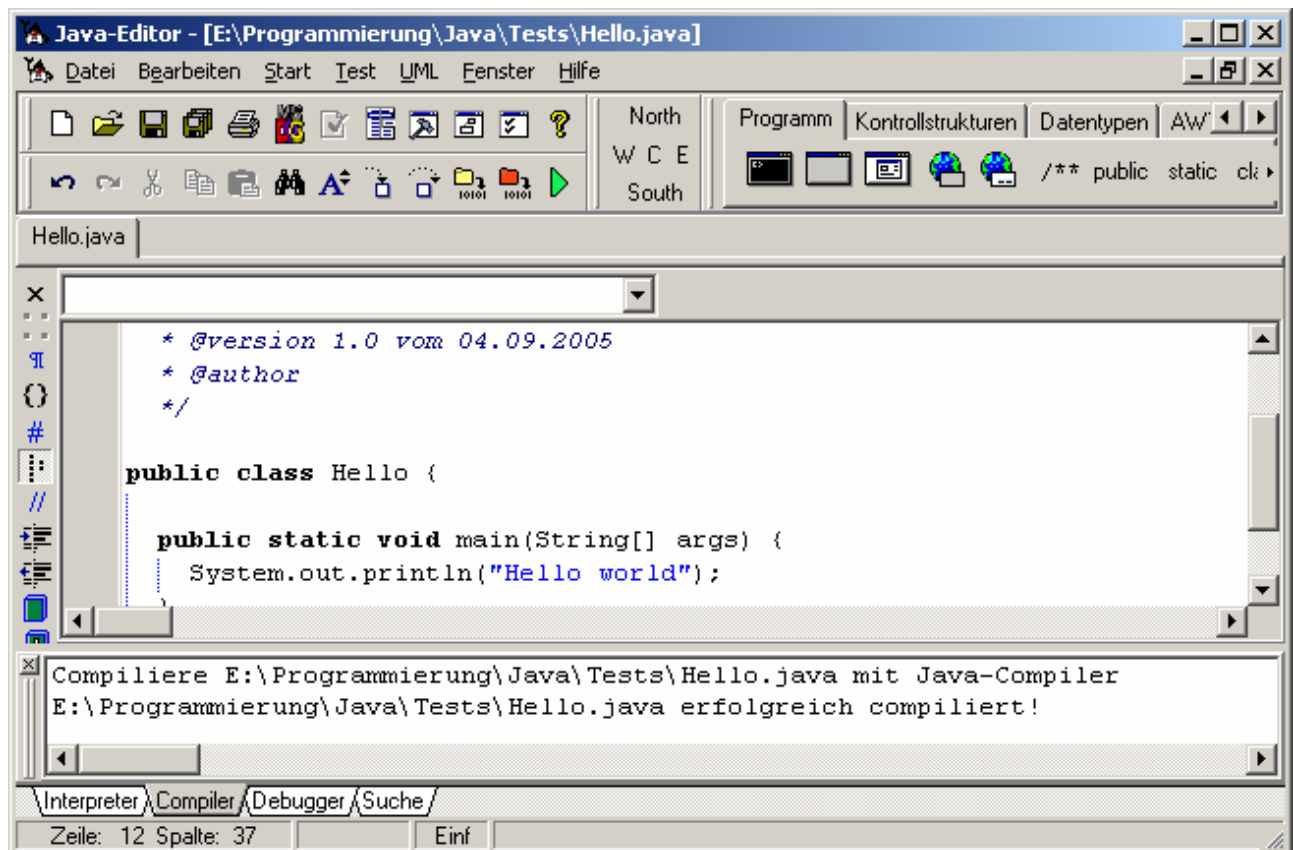 Java-Editor - [E:\Programmierung\Java\Tests\Hello.java]
Datei Bearbeiten Start Test UML Fenster Hilfe
North
W C E
South
Programm Kontrollstrukturen Datentypen AW
/** public static cla
Hello.java
* @version 1.0 vom 04.09.2005
* @author
*/
public class Hello {
public static void main(String[] args) {
System.out.println("Hello world");
}
Compiliere E:\Programmierung\Java\Tests\Hello.java mit Java-Compiler
E:\Programmierung\Java\Tests\Hello.java erfolgreich compiliert!
Interpreter Compiler Debugger Suche
Zeile: 12 Spalte: 37 Einf